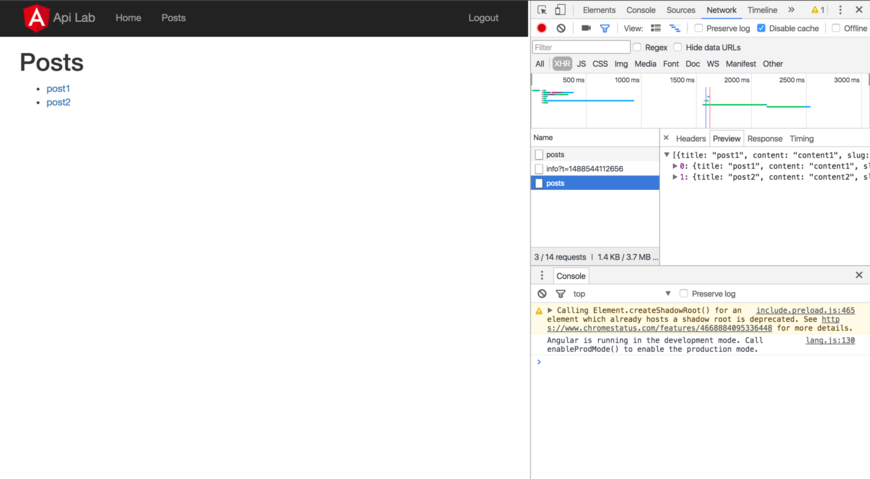 Api Lab Home Posts Logout
Posts
post1
post2
Elements Console Sources Network Timeline » 1
View: Preserve log Disable cache Offline
Filter Regex Hide data URLs
All XHR JS CSS Img Media Font Doc WS Manifest Other
500 ms 1000 ms 1500 ms 2000 ms 2500 ms 3000 ms
Name
posts
info?t=1488544112656
posts
3 / 14 requests | 1.4 KB / 3.7 MB ...
× Headers Preview Response Timing
▼ [{title: "post1", content: "content1", slug:
▶ 0: {title: "post1", content: "content1", sl
▶ 1: {title: "post2", content: "content2", sl
Console
top ▼ Preserve log
▶ Calling Element.createShadowRoot() for an include.preload.js:465
element which already hosts a shadow root is deprecated. See http
s://www.chromestatus.com/features/4668884095336448 for more details.
Angular is running in the development mode. Call lang.js:130
enableProdMode() to enable the production mode.
>